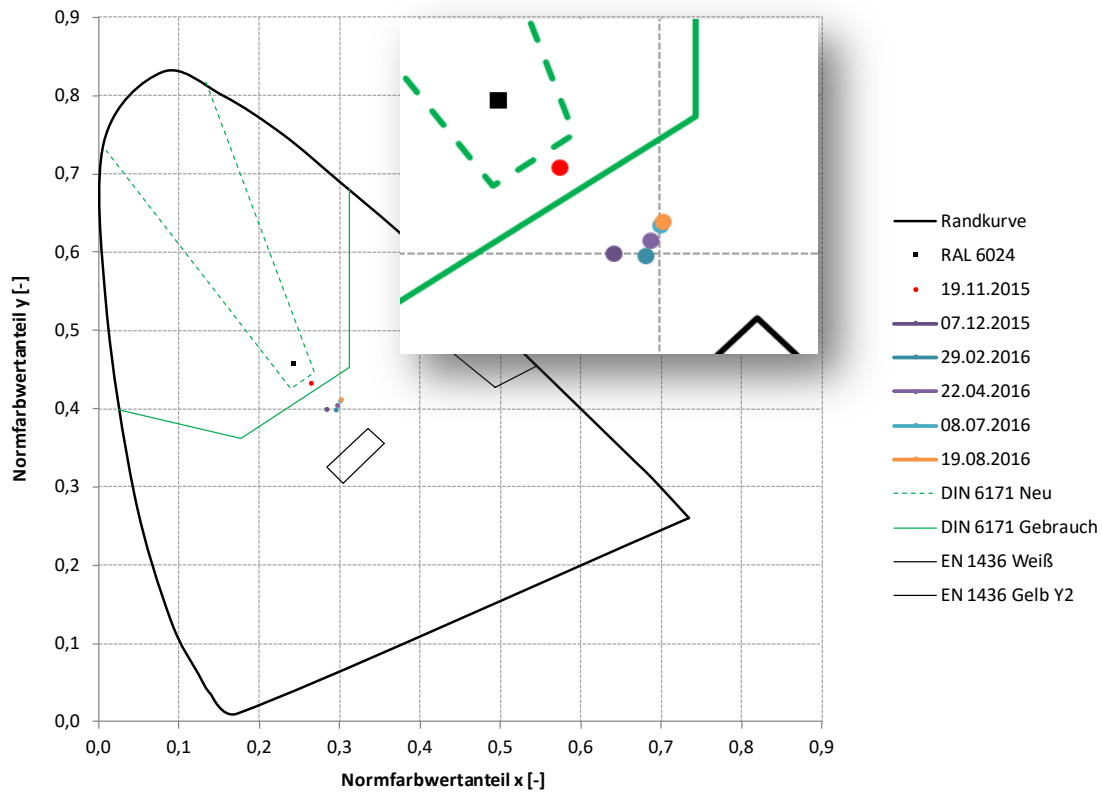 0,9
0,8
0,7
0,6
0,5
0,4
0,3
0,2
0,1
0,0
Normfarbwertanteil y [-]
0,0 0,1 0,2 0,3 0,4 0,5 0,6 0,7 0,8 0,9
Normfarbwertanteil x [-]
Randkurve
RAL 6024
19.11.2015
07.12.2015
29.02.2016
22.04.2016
08.07.2016
19.08.2016
DIN 6171 Neu
DIN 6171 Gebrauch
EN 1436 Weiß
EN 1436 Gelb Y2